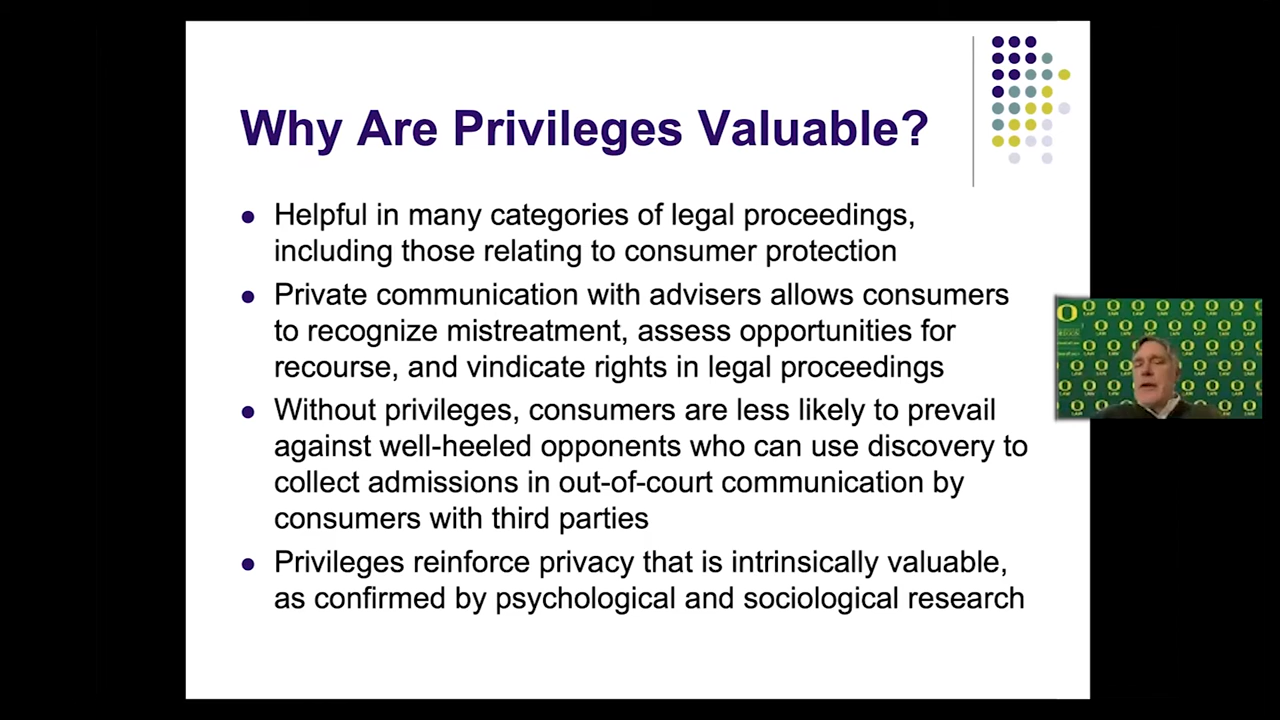 Why Are Privileges Valuable?
Helpful in many categories of legal proceedings,
including those relating to consumer protection
Private communication with advisers allows consumers
to recognize mistreatment, assess opportunities for
recourse, and vindicate rights in legal proceedings
Without privileges, consumers are less likely to prevail
against well-heeled opponents who can use discovery to
collect admissions in out-of-court communication by
consumers with third parties
Privileges reinforce privacy that is intrinsically valuable,
as confirmed by psychological and sociological research